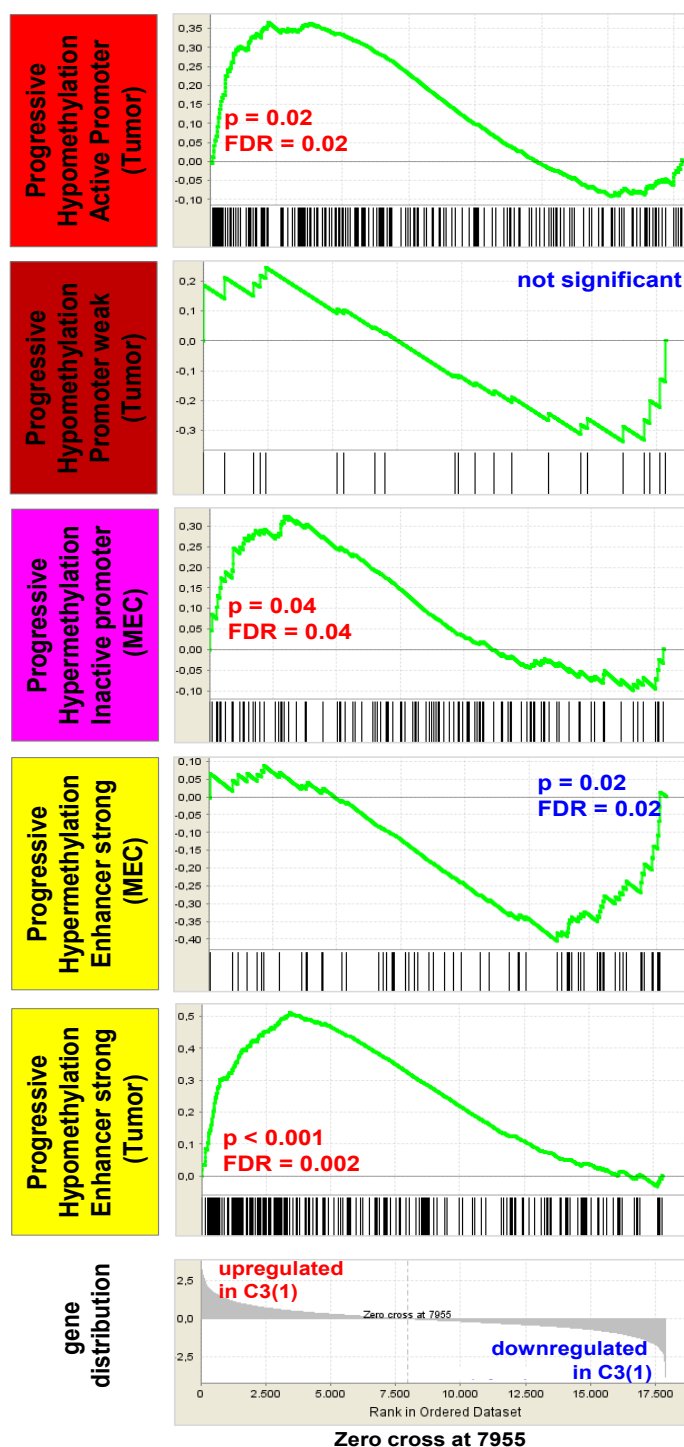 Progressive
Hypomethylation
Active Promoter
(Tumor)
0,35
0,30
0,25
0,20
0,15
0,10
0,05
0,00
-0,05
-0,10
p = 0.02
FDR = 0.02
Progressive
Hypomethylation
Promoter weak
(Tumor)
0,2
0,1
0,0
-0,1
-0,2
-0,3
not significant
Progressive
Hypermethylation
Inactive promoter
(MEC)
0,30
0,25
0,20
0,15
0,10
0,05
0,00
-0,05
-0,10
p = 0.04
FDR = 0.04
Progressive
Hypermethylation
Enhancer strong
(MEC)
0,10
0,05
0,00
-0,05
-0,10
-0,15
-0,20
-0,25
-0,30
-0,35
-0,40
p = 0.02
FDR = 0.02
Progressive
Hypomethylation
Enhancer strong
(Tumor)
0,5
0,4
0,3
0,2
0,1
0,0
p < 0.001
FDR = 0.002
gene
distribution
2,5
0,0
2,5
upregulated
in C3(1)
Zero cross at 7955
downregulated
in C3(1)
0 2.500 5.000 7.500 10.000 12.500 15.000 17.500
Rank in Ordered Dataset
Zero cross at 7955